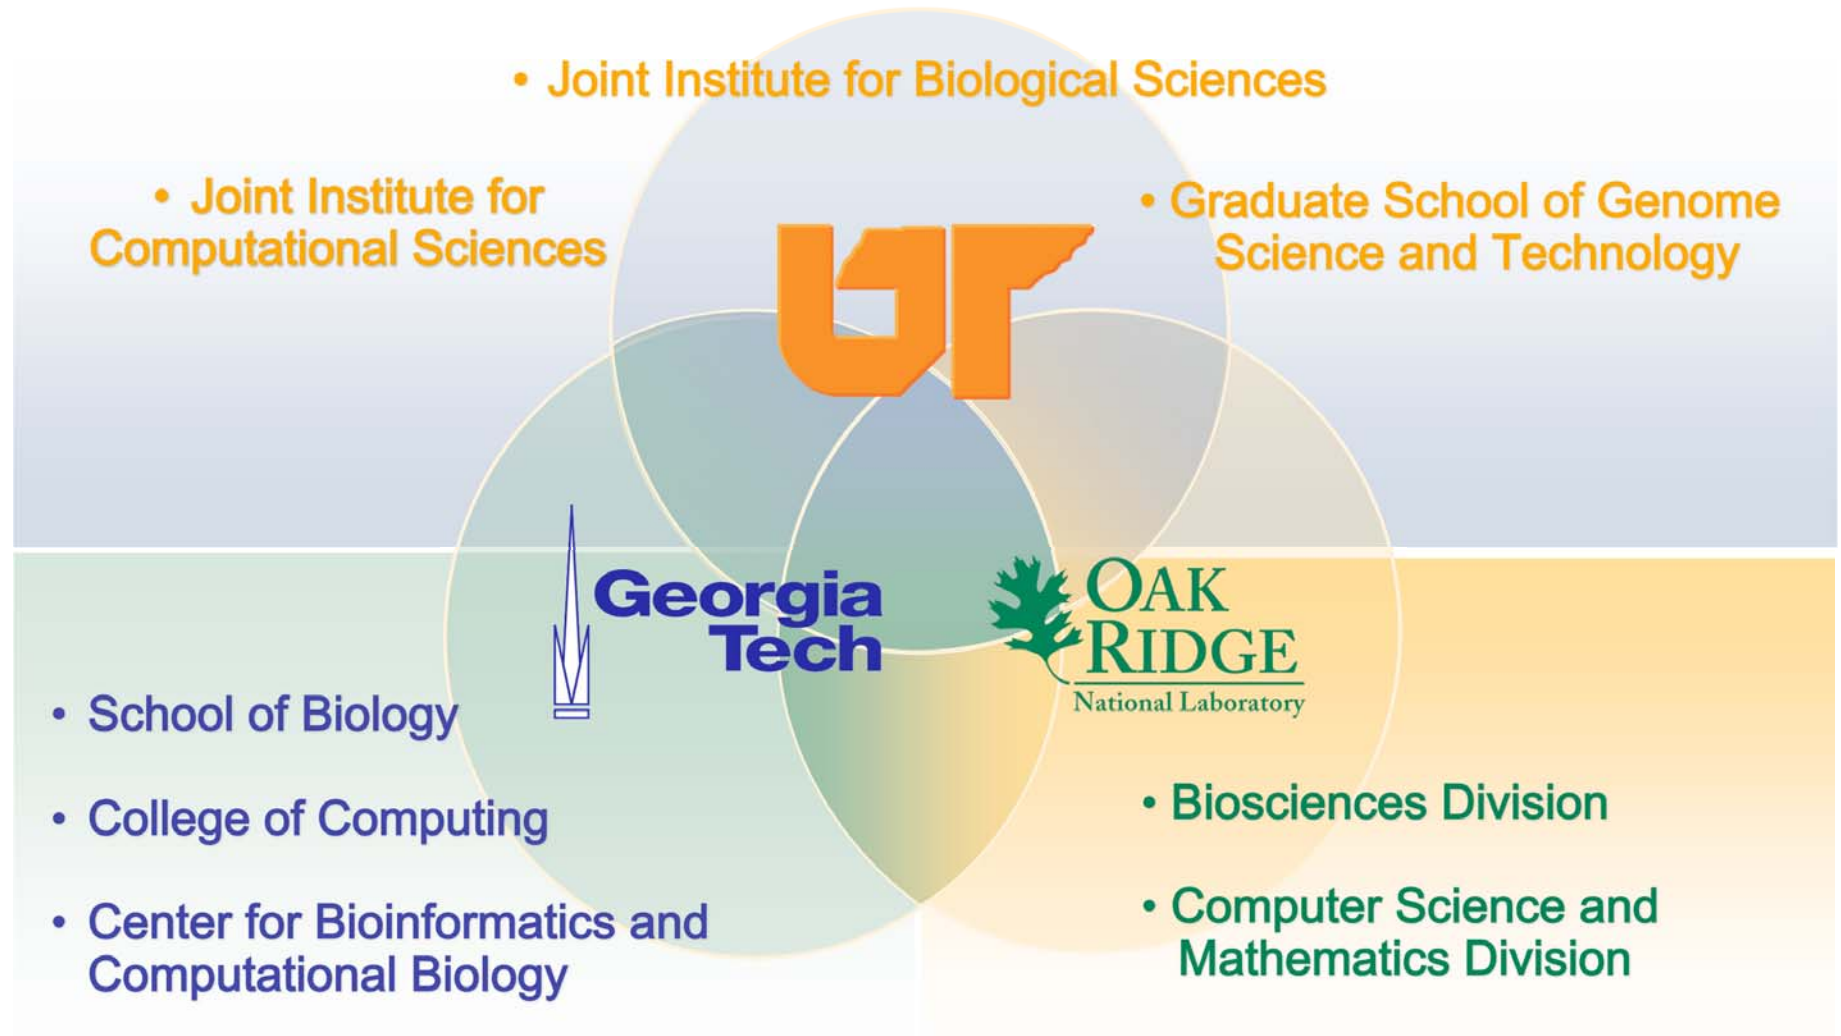 • Joint Institute for Biological Sciences
• Joint Institute for
Computational Sciences
• Graduate School of Genome
Science and Technology
UT
Georgia
Tech
OAK
RIDGE
National Laboratory
• School of Biology
• College of Computing
• Center for Bioinformatics and
Computational Biology
• Biosciences Division
• Computer Science and
Mathematics Division